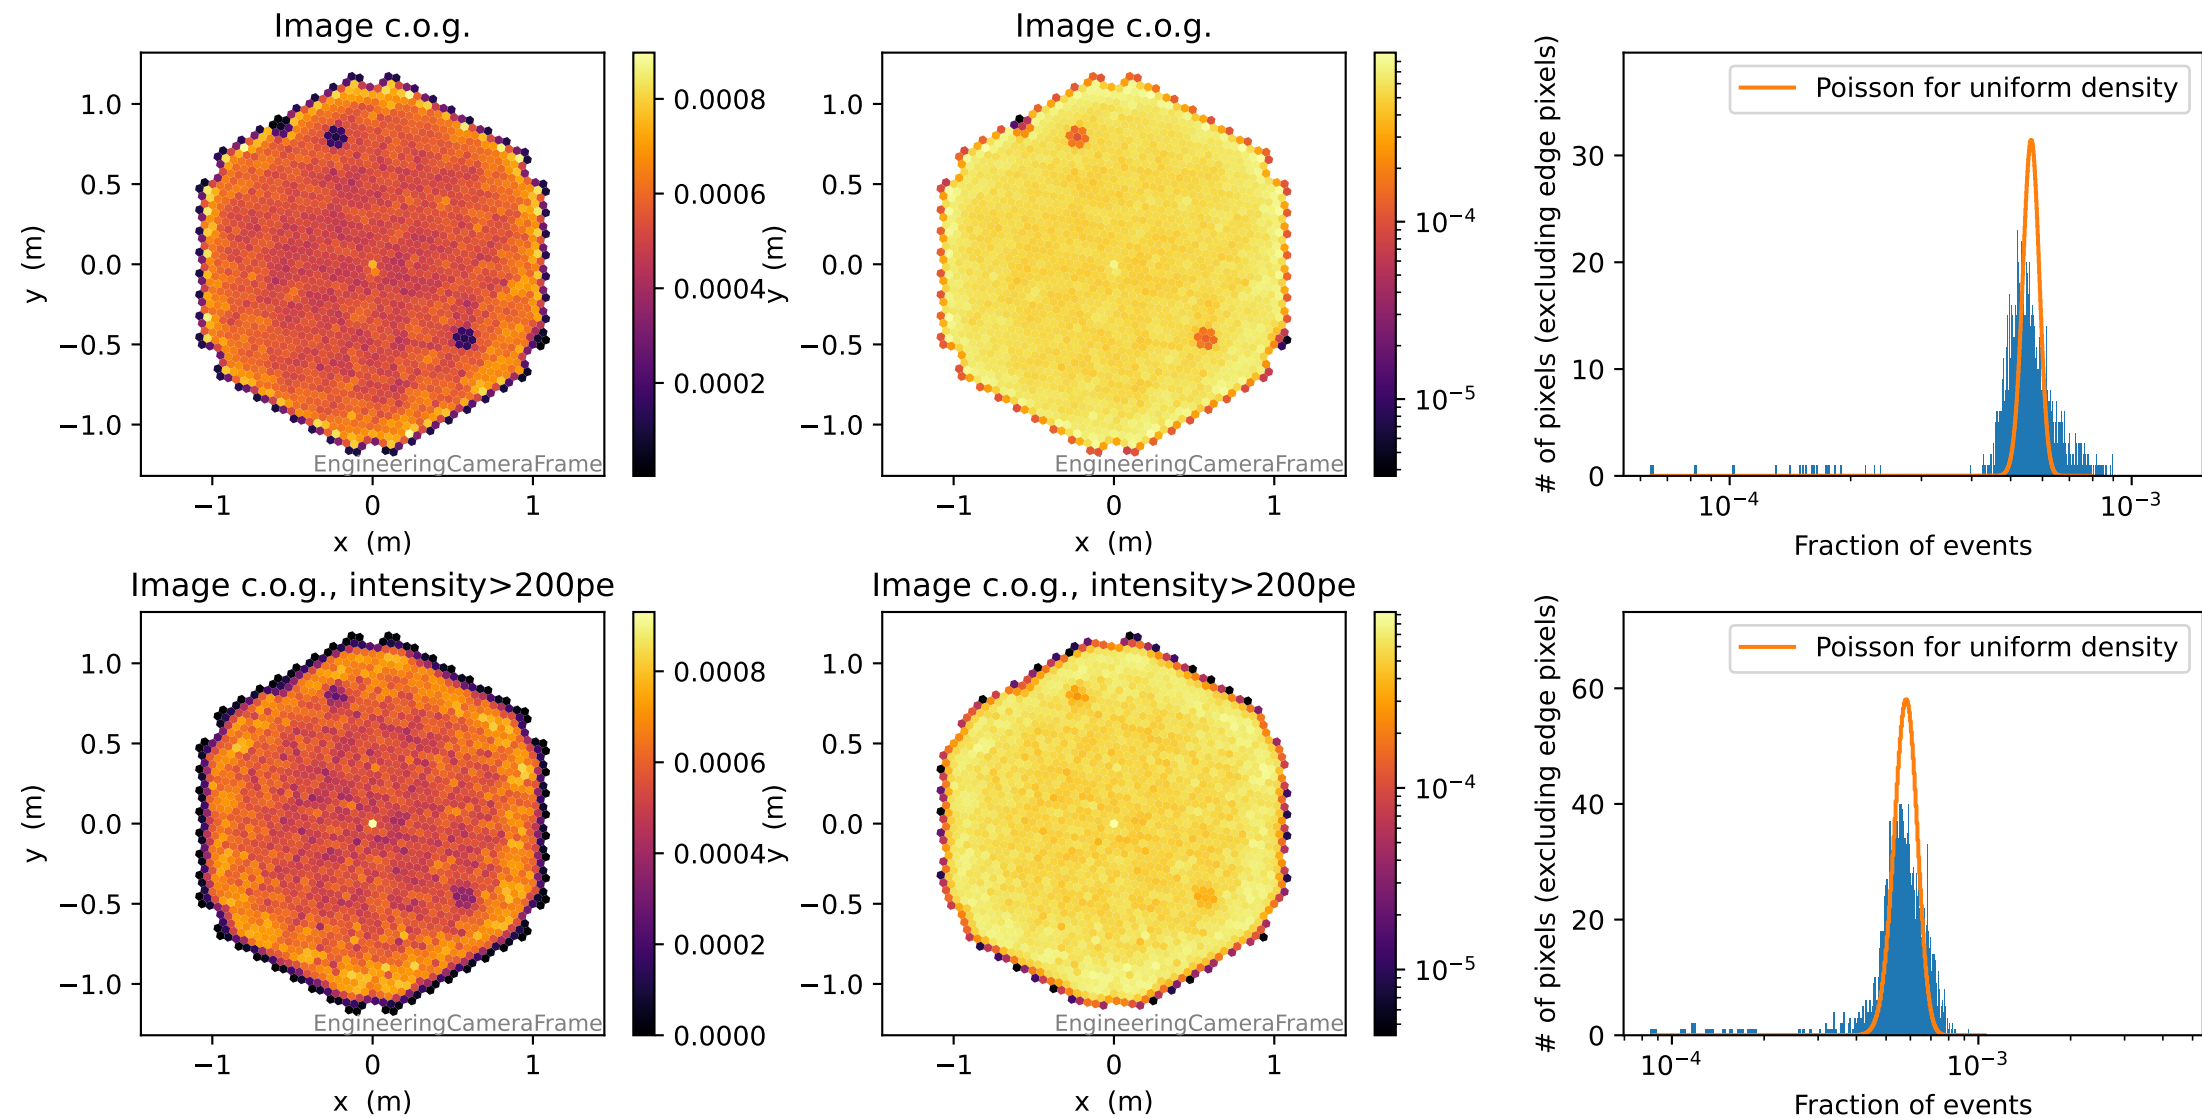 Image c.o.g.
1.0
0.5
0.0
−0.5
−1.0
y (m)
−1
0
1
x (m)
EngineeringCameraFrame
0.0008
0.0006
0.0004
0.0002
Image c.o.g.
1.0
0.5
0.0
−0.5
−1.0
y (m)
−1
0
1
x (m)
EngineeringCameraFrame
10−4
10−5
# of pixels (excluding edge pixels)
30
20
10
0
Poisson for uniform density
10−4
10−3
Fraction of events
Image c.o.g., intensity>200pe
1.0
0.5
0.0
−0.5
−1.0
y (m)
−1
0
1
x (m)
EngineeringCameraFrame
0.0008
0.0006
0.0004
0.0002
0.0000
Image c.o.g., intensity>200pe
1.0
0.5
0.0
−0.5
−1.0
y (m)
−1
0
1
x (m)
EngineeringCameraFrame
10−4
10−5
# of pixels (excluding edge pixels)
60
40
20
0
Poisson for uniform density
10−4
10−3
Fraction of events